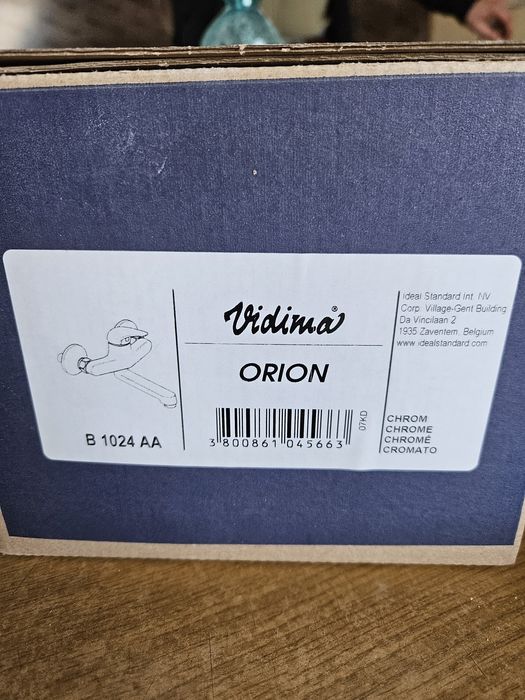 B 1024 AA
Vidima®
ORION
3 800861 045663
07KD
Ideal Standard Int. NV
Corp. Village-Gent Building
Da Vincilaan 2
1935 Zaventem, Belgium
www.idealstandard.com
CHROM
CHROME
CHROMÉ
CROMATO